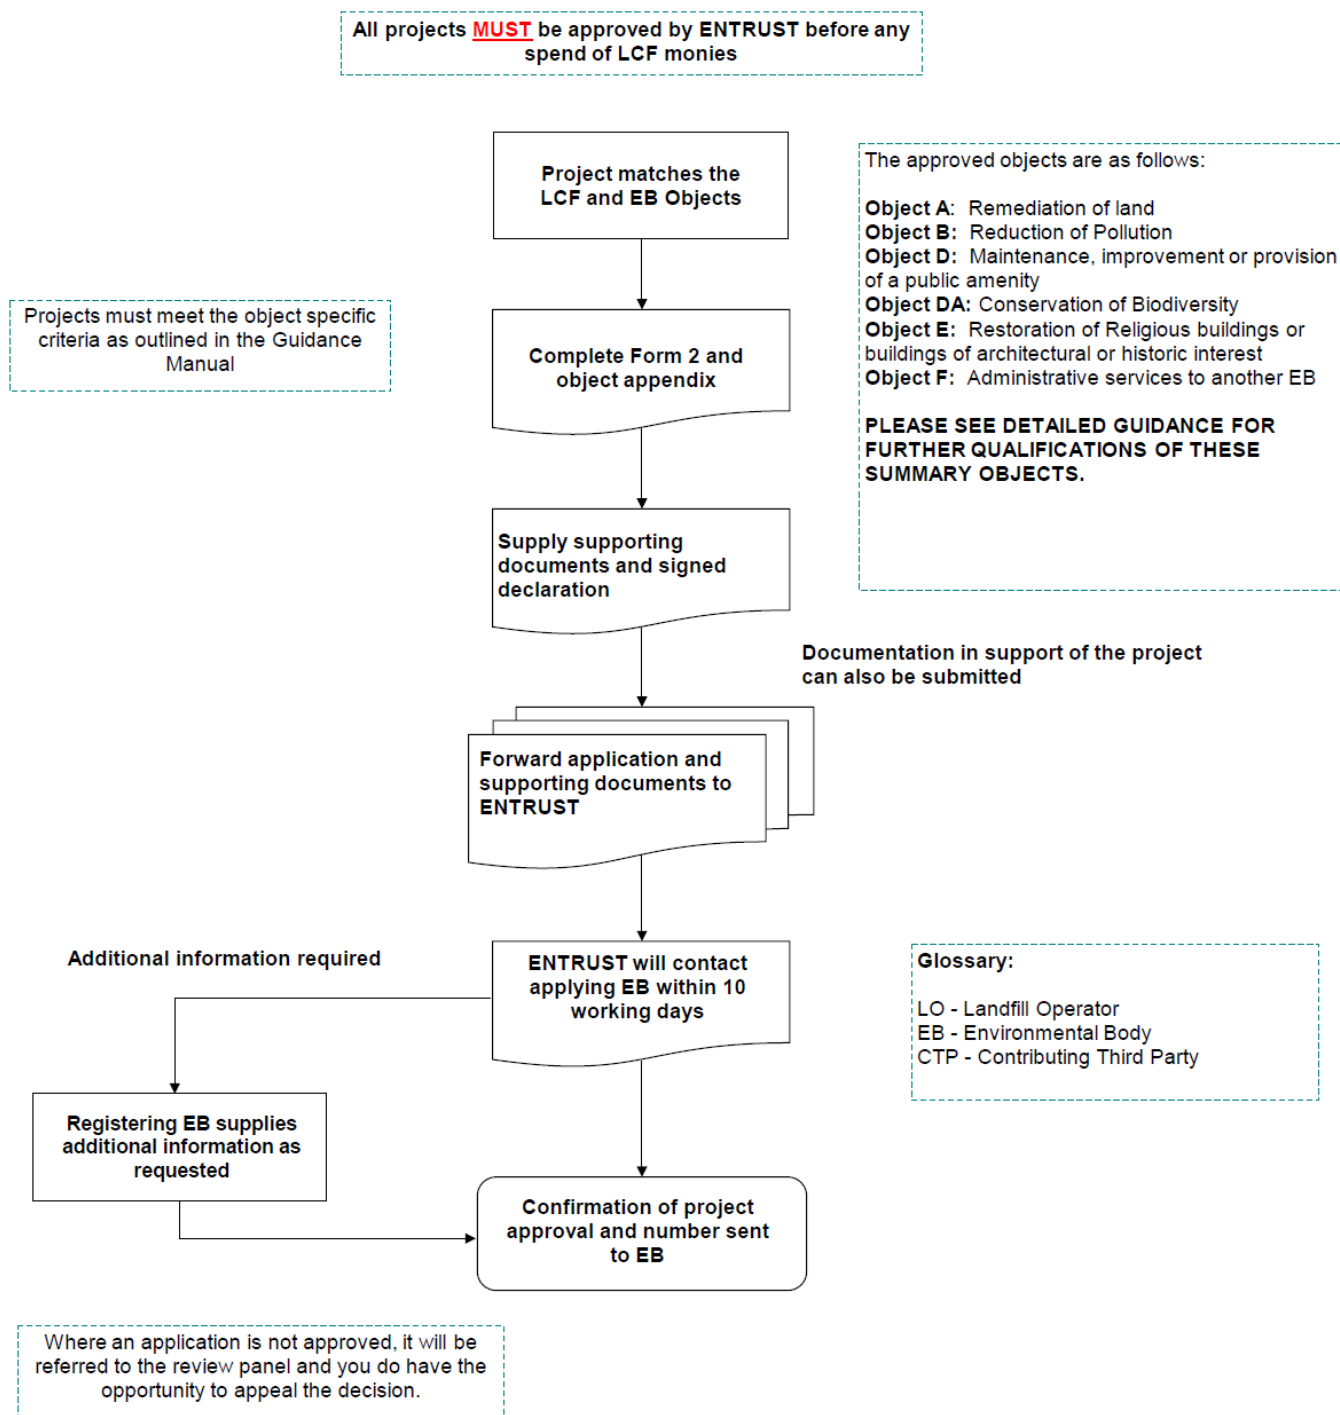 All projects MUST be approved by ENTRUST before any
spend of LCF monies
Project matches the
LCF and EB Objects
The approved objects are as follows:
Object A: Remediation of land
Object B: Reduction of Pollution
Object D: Maintenance, improvement or provision
of a public amenity
Object DA: Conservation of Biodiversity
Object E: Restoration of Religious buildings or
buildings of architectural or historic interest
Object F: Administrative services to another EB
PLEASE SEE DETAILED GUIDANCE FOR
FURTHER QUALIFICATIONS OF THESE
SUMMARY OBJECTS.
Projects must meet the object specific
criteria as outlined in the Guidance
Manual
Complete Form 2 and
object appendix
Supply supporting
documents and signed
declaration
Documentation in support of the project
can also be submitted
Forward application and
supporting documents to
ENTRUST
Additional information required
ENTRUST will contact
applying EB within 10
working days
Glossary:
LO - Landfill Operator
EB - Environmental Body
CTP - Contributing Third Party
Registering EB supplies
additional information as
requested
Confirmation of project
approval and number sent
to EB
Where an application is not approved, it will be
referred to the review panel and you do have the
opportunity to appeal the decision.